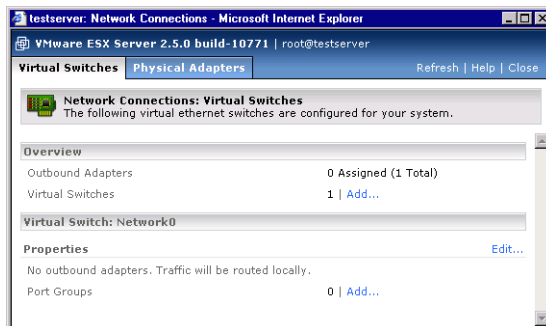 testserver: Network Connections - Microsoft Internet Explorer
VMware ESX Server 2.5.0 build-10771 | root@testserver
Virtual Switches Physical Adapters Refresh | Help | Close
Network Connections: Virtual Switches
The following virtual ethernet switches are configured for your system.
Overview
Outbound Adapters 0 Assigned (1 Total)
Virtual Switches 1 | Add...
Virtual Switch: Network0
Properties Edit...
No outbound adapters. Traffic will be routed locally.
Port Groups 0 | Add...